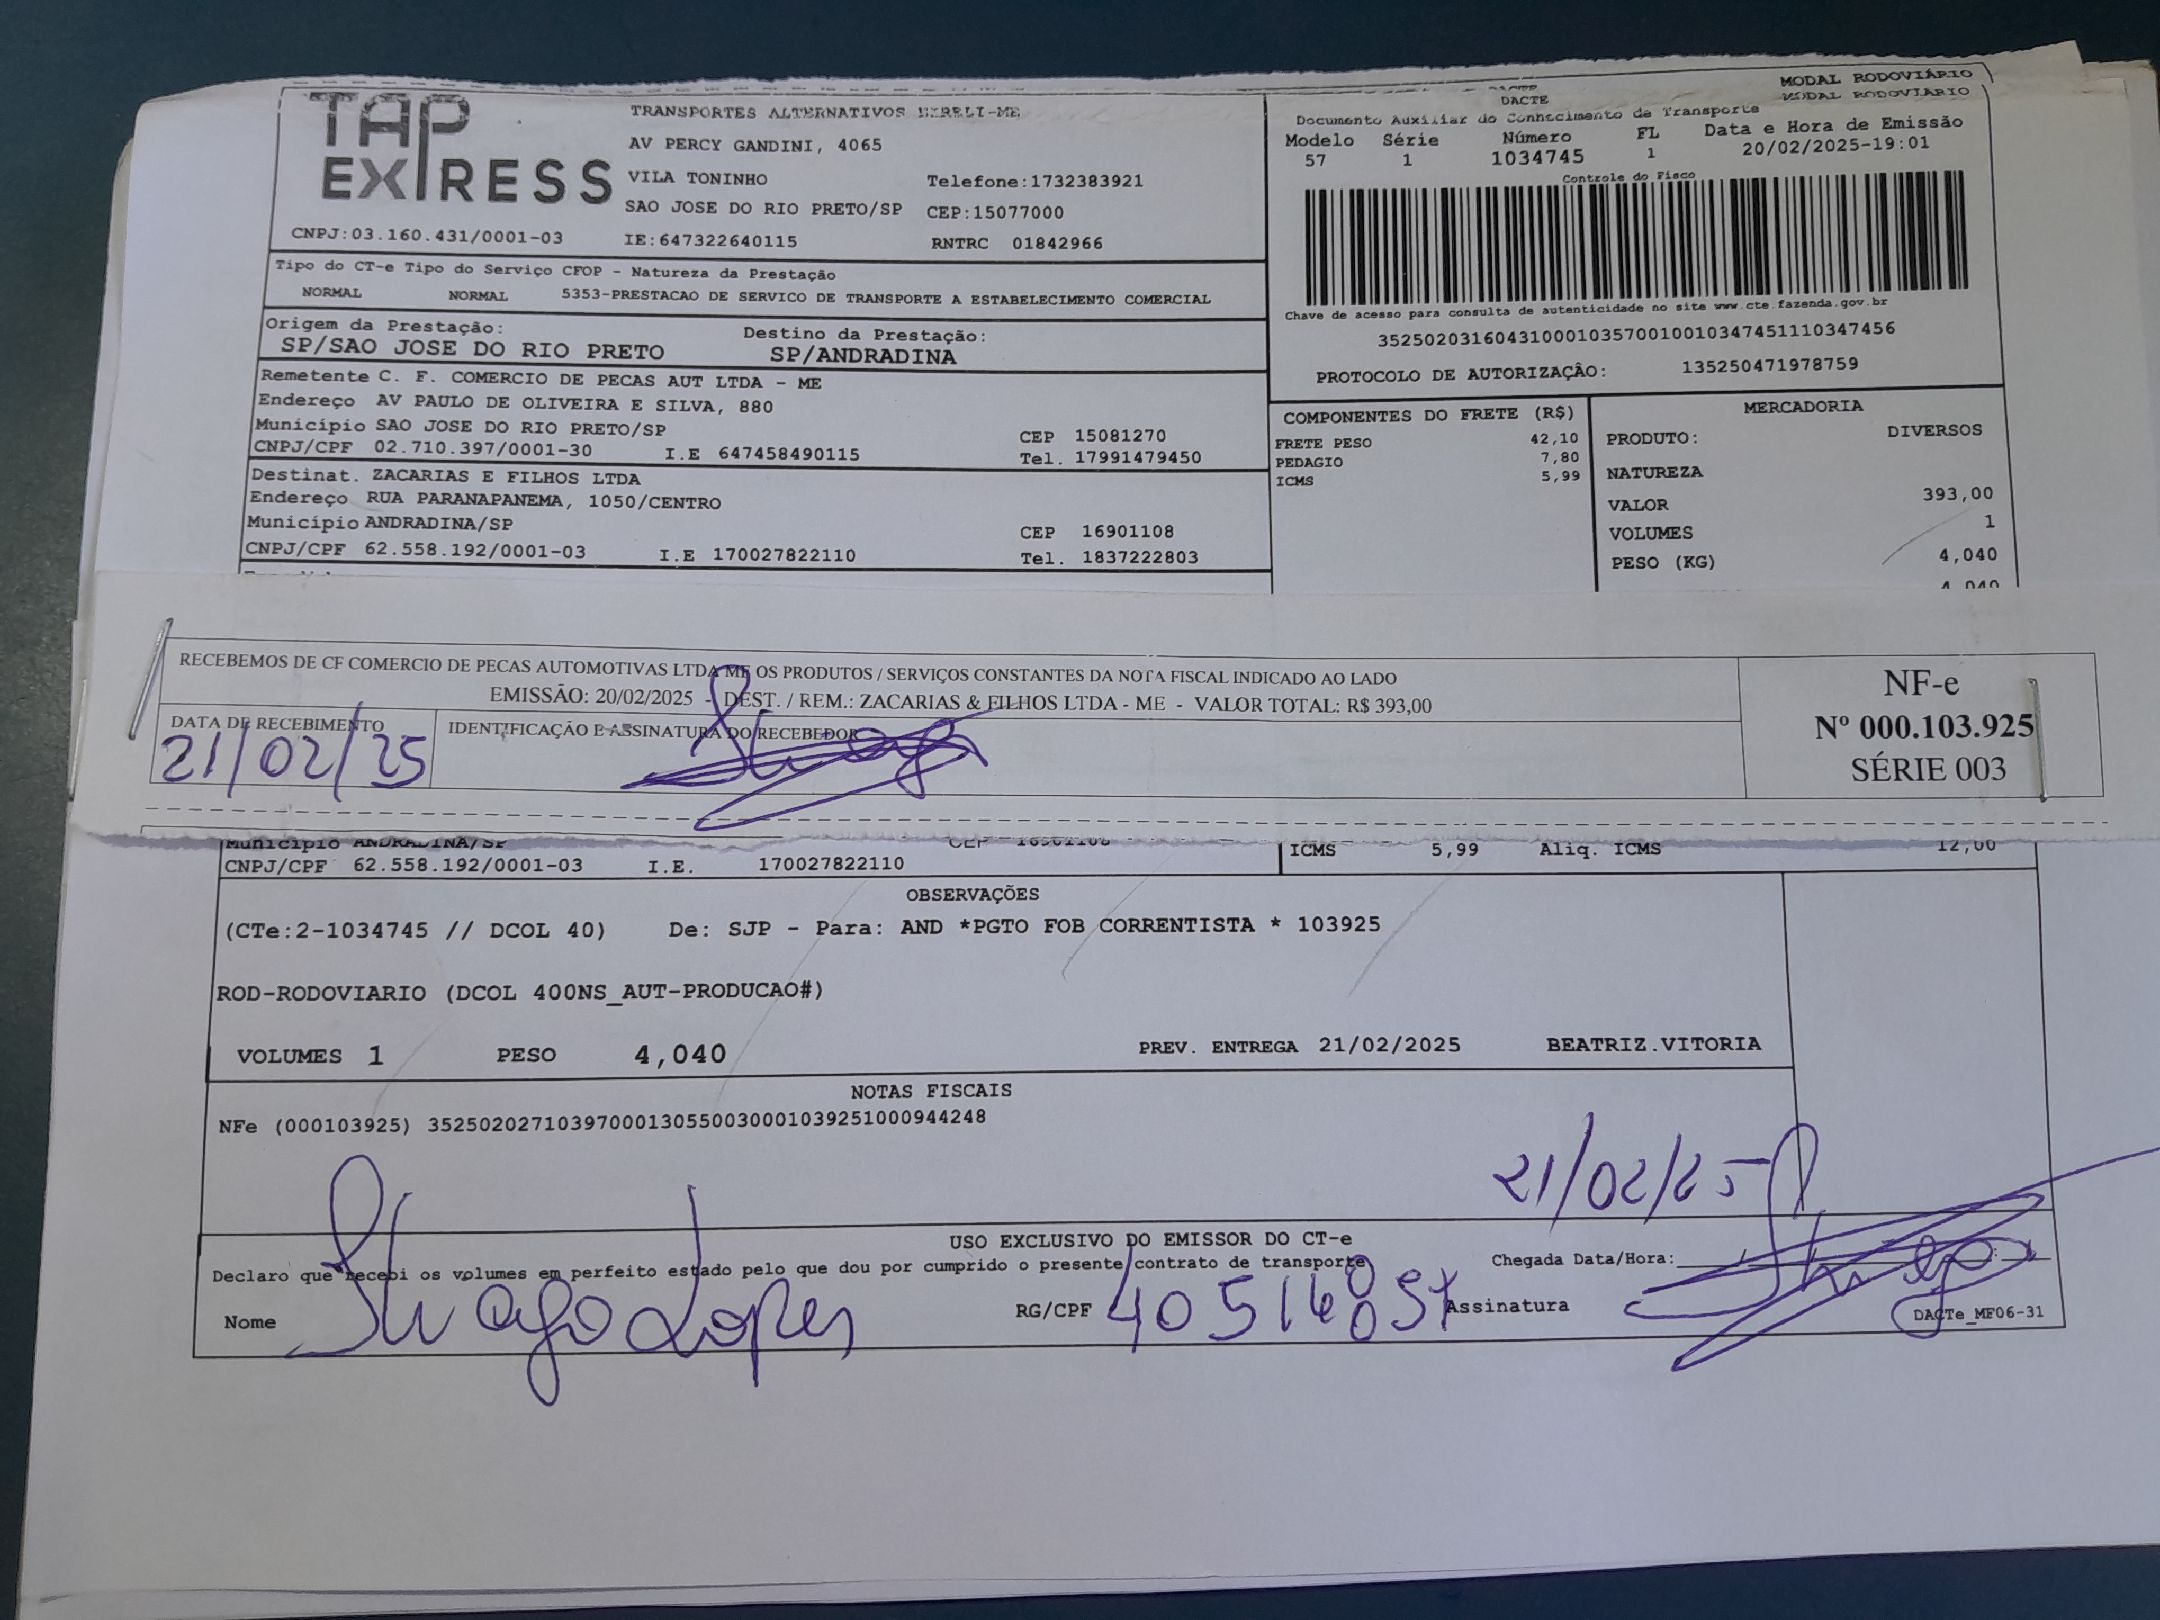 MODAL RODOVIÁRIO
MODAL RODOVIARIO
TAP EXPRESS
TRANSPORTES ALTERNATIVOS EIRELI-ME
AV PERCY GANDINI, 4065
VILA TONINHO Telefone:1732383921
SAO JOSE DO RIO PRETO/SP CEP:15077000
CNPJ:03.160.431/0001-03 IE:647322640115 RNTRC 01842966
DACTE
Documento Auxiliar do Conhecimento de Transporte
Modelo Série Número FL Data e Hora de Emissão
57 1 1034745 1 20/02/2025-19:01
Controle do Fisco
Chave de acesso para consulta de autenticidade no site www.cte.fazenda.gov.br
35250203160431000103570010010347451110347456
PROTOCOLO DE AUTORIZAÇÃO: 135250471978759
Tipo do CT-e Tipo do Serviço CFOP - Natureza da Prestação
NORMAL NORMAL 5353-PRESTACAO DE SERVICO DE TRANSPORTE A ESTABELECIMENTO COMERCIAL
Origem da Prestação: Destino da Prestação:
SP/SAO JOSE DO RIO PRETO SP/ANDRADINA
Remetente C. F. COMERCIO DE PECAS AUT LTDA - ME
Endereço AV PAULO DE OLIVEIRA E SILVA, 880
Município SAO JOSE DO RIO PRETO/SP CEP 15081270
CNPJ/CPF 02.710.397/0001-30 I.E 647458490115 Tel. 17991479450
Destinat. ZACARIAS E FILHOS LTDA
Endereço RUA PARANAPANEMA, 1050/CENTRO
Município ANDRADINA/SP CEP 16901108
CNPJ/CPF 62.558.192/0001-03 I.E 170027822110 Tel. 1837222803
COMPONENTES DO FRETE (R$)
FRETE PESO 42,10
PEDAGIO 7,80
ICMS 5,99
MERCADORIA
PRODUTO: DIVERSOS
NATUREZA
VALOR 393,00
VOLUMES 1
PESO (KG) 4,040
4,040
RECEBEMOS DE CF COMERCIO DE PECAS AUTOMOTIVAS LTDA ME OS PRODUTOS / SERVIÇOS CONSTANTES DA NOTA FISCAL INDICADO AO LADO
EMISSÃO: 20/02/2025 - DEST. / REM.: ZACARIAS & FILHOS LTDA - ME - VALOR TOTAL: R$ 393,00
DATA DE RECEBIMENTO IDENTIFICAÇÃO E ASSINATURA DO RECEBEDOR
21/02/25 Thiago
NF-e
Nº 000.103.925
SÉRIE 003
Município ANDRADINA/SP CEP 16901108
CNPJ/CPF 62.558.192/0001-03 I.E. 170027822110
ICMS 5,99 Aliq. ICMS 12,00
OBSERVAÇÕES
(CTe:2-1034745 // DCOL 40) De: SJP - Para: AND *PGTO FOB CORRENTISTA * 103925
ROD-RODOVIARIO (DCOL 400NS_AUT-PRODUCAO#)
VOLUMES 1 PESO 4,040 PREV. ENTREGA 21/02/2025 BEATRIZ.VITORIA
NOTAS FISCAIS
NFe (000103925) 35250202710397000130550030001039251000944248
21/02/25
USO EXCLUSIVO DO EMISSOR DO CT-e
Declaro que recebi os volumes em perfeito estado pelo que dou por cumprido o presente contrato de transporte
Chegada Data/Hora:
Nome Thiago Lopes RG/CPF Assinatura Thiago
DACTe_MF06-31